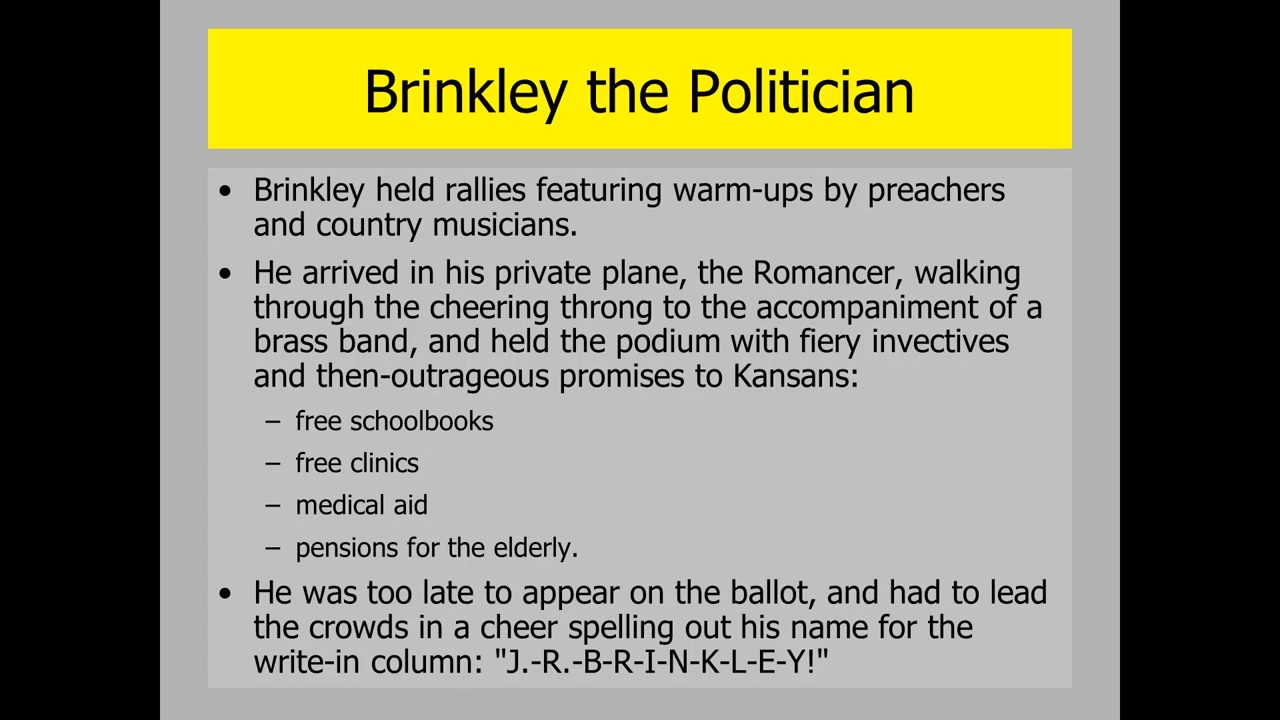 Brinkley the Politician
• Brinkley held rallies featuring warm-ups by preachers
and country musicians.
• He arrived in his private plane, the Romancer, walking
through the cheering throng to the accompaniment of a
brass band, and held the podium with fiery invectives
and then-outrageous promises to Kansans:
– free schoolbooks
– free clinics
– medical aid
– pensions for the elderly.
• He was too late to appear on the ballot, and had to lead
the crowds in a cheer spelling out his name for the
write-in column: "J.-R.-B-R-I-N-K-L-E-Y!"